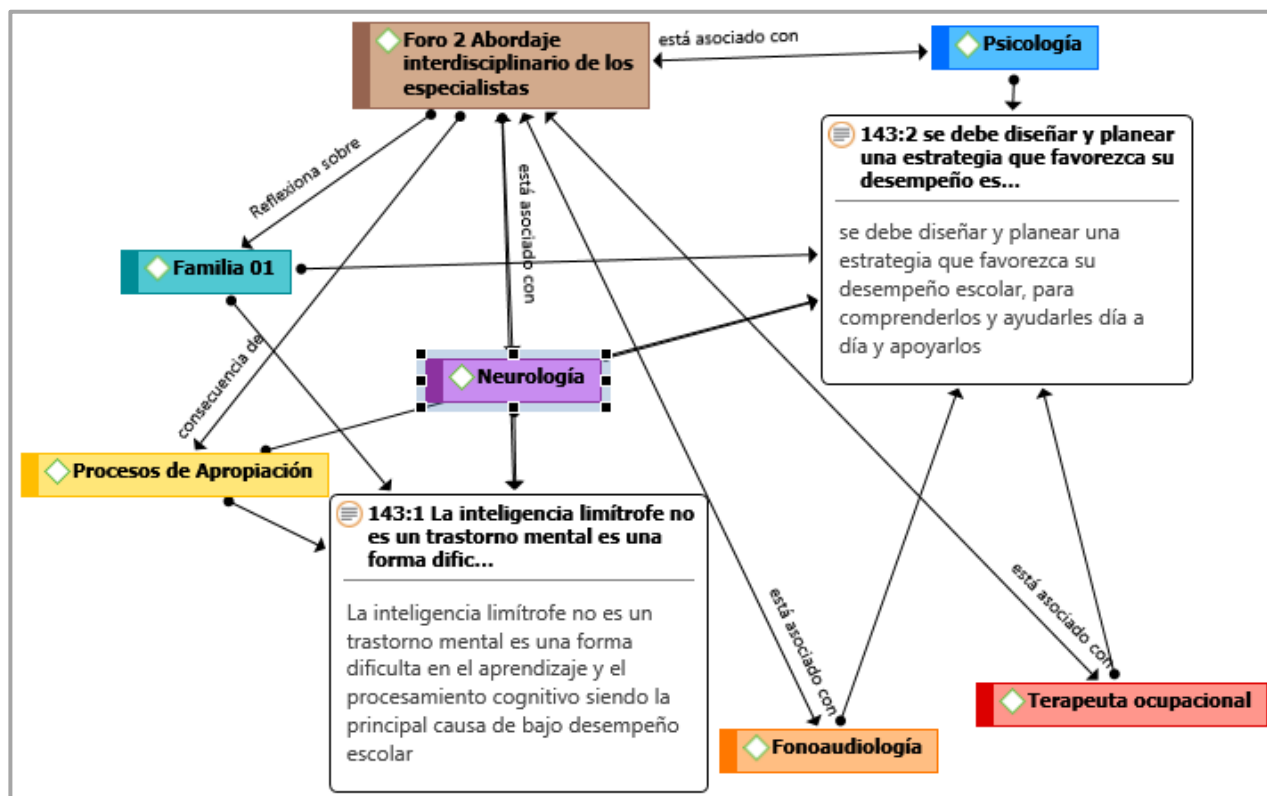 Foro 2 Abordaje
interdisciplinario de los
especialistas
está asociado con
Psicología
143:2 se debe diseñar y planear
una estrategia que favorezca su
desempeño es...
se debe diseñar y planear una
estrategia que favorezca su
desempeño escolar, para
comprenderlos y ayudarles día a
día y apoyarlos
Reflexiona sobre
está asociado con
Familia 01
Neurología
consecuencia de
Procesos de Apropiación
143:1 La inteligencia limítrofe no
es un trastorno mental es una
forma dific...
La inteligencia limítrofe no es un
trastorno mental es una forma
dificulta en el aprendizaje y el
procesamiento cognitivo siendo la
principal causa de bajo desempeño
escolar
está asociado con
está asociado con
Terapeuta ocupacional
Fonoaudiología